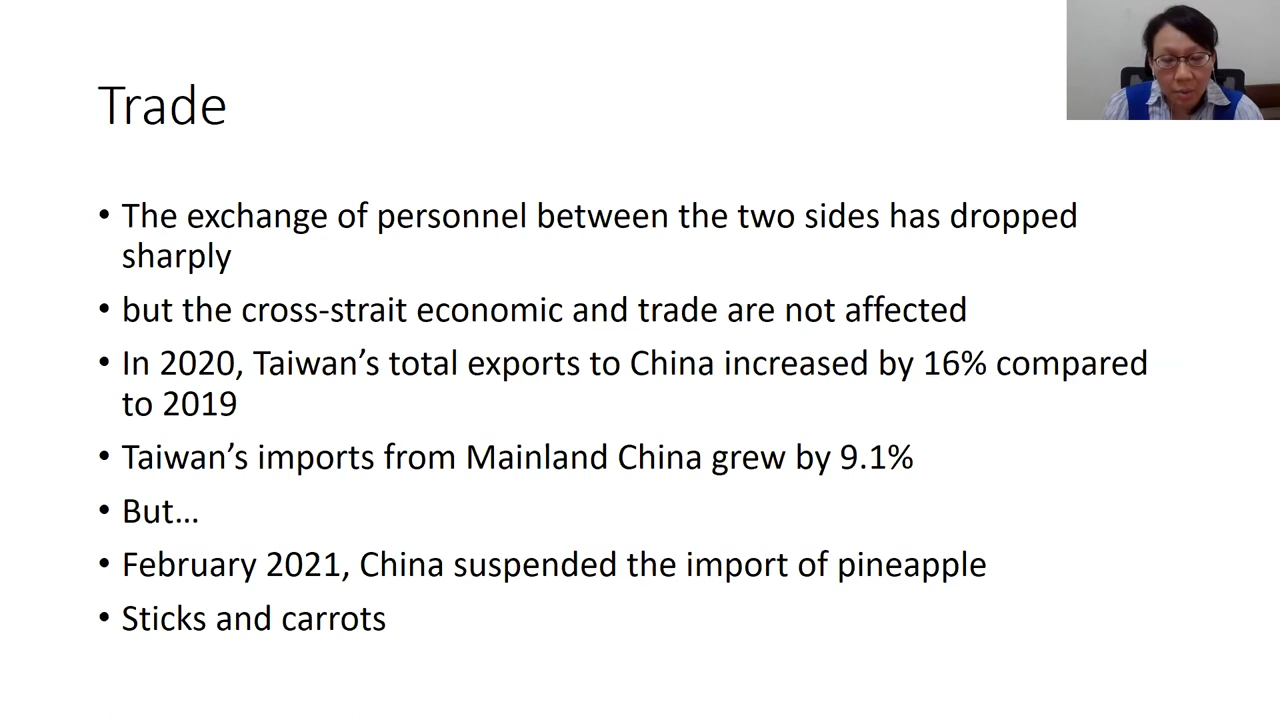 Trade
• The exchange of personnel between the two sides has dropped
sharply
• but the cross-strait economic and trade are not affected
• In 2020, Taiwan’s total exports to China increased by 16% compared
to 2019
• Taiwan’s imports from Mainland China grew by 9.1%
• But…
• February 2021, China suspended the import of pineapple
• Sticks and carrots